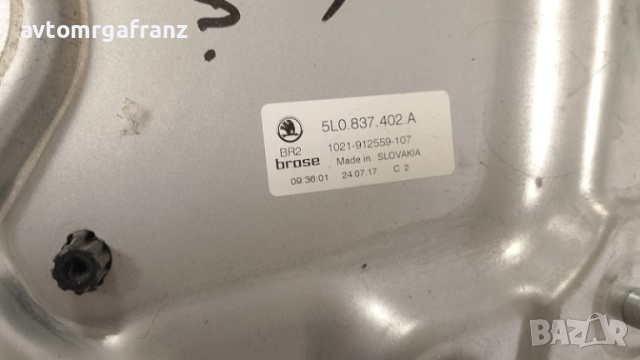 avtomrgafranz
5L0.837.402.A
BR2
1021-912559-107
brose
Made in SLOVAKIA
09:36:01 24.07.17 C 2
BAZAR